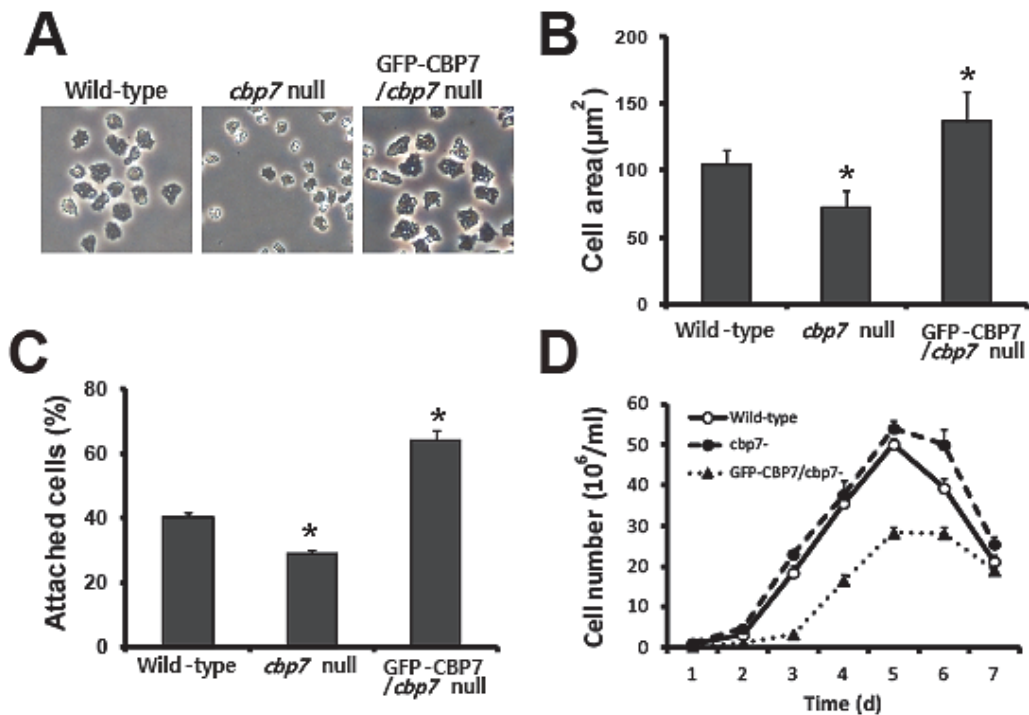 A
Wild-type
cbp7 null
GFP-CBP7
/cbp7 null
B
Cell area(µm²)
200
150
100
50
0
*
*
Wild-type
cbp7 null
GFP-CBP7
/cbp7 null
C
Attached cells (%)
80
60
40
20
0
*
*
Wild-type
cbp7 null
GFP-CBP7
/cbp7 null
D
Cell number (10⁶/ml)
60
50
40
30
20
10
0
Wild-type
cbp7-
GFP-CBP7/cbp7-
1 2 3 4 5 6 7
Time (d)